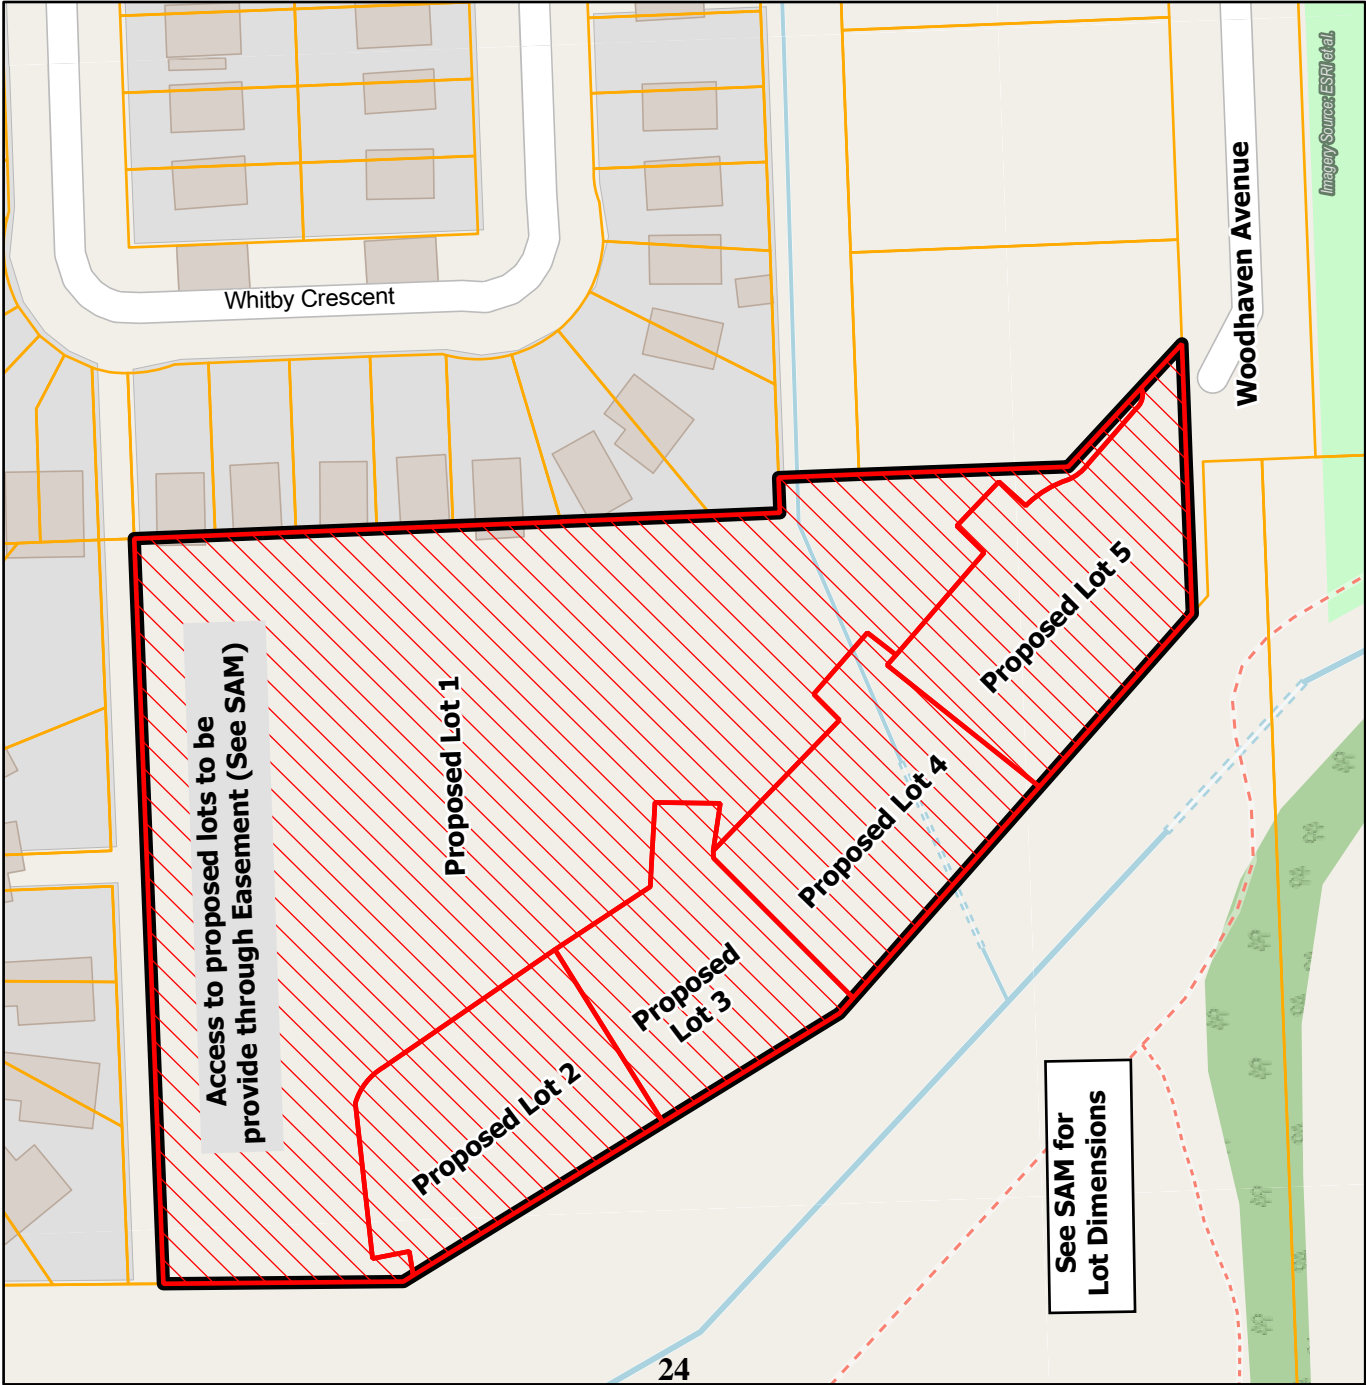 Imagery Source: ESRI et al.
Woodhaven Avenue
Whitby Crescent
Access to proposed lots to be
provide through Easement (See SAM)
Proposed Lot 1
Proposed Lot 5
Proposed Lot 4
Proposed
Lot 3
Proposed Lot 2
See SAM for
Lot Dimensions
24